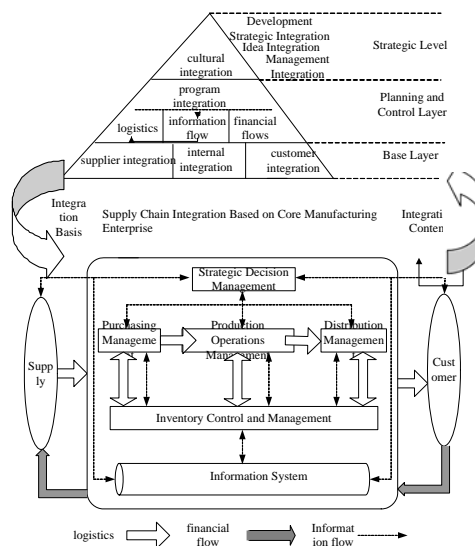 Development
Strategic Integration
Idea Integration
Management
Integration
Strategic Level
cultural integration
program
integration
Planning and
Control Layer
logistics
information
flow
financial
flows
supplier integration
internal
integration
customer
integration
Base Layer
Integra
tion
Basis
Supply Chain Integration Based on Core Manufacturing
Enterprise
Integrati
Conten
Strategic Decision
Management
Purchasing
Manageme
Production
Operations
Management
Distribution
Managemen
Supp
ly
Cust
omer
Inventory Control and Management
Information System
logistics
financial
flow
Informat
ion flow